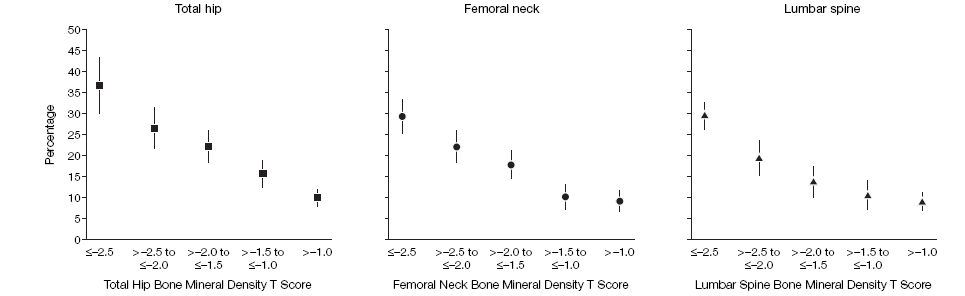 Total hip
Femoral neck
Lumbar spine
Percentage
50
45
40
35
30
25
20
15
10
5
0
≤–2.5 >–2.5 to >–2.0 to >–1.5 to >–1.0
≤–2.0 ≤–1.5 ≤–1.0
Total Hip Bone Mineral Density T Score
≤–2.5 >–2.5 to >–2.0 to >–1.5 to >–1.0
≤–2.0 ≤–1.5 ≤–1.0
Femoral Neck Bone Mineral Density T Score
≤–2.5 >–2.5 to >–2.0 to >–1.5 to >–1.0
≤–2.0 ≤–1.5 ≤–1.0
Lumbar Spine Bone Mineral Density T Score